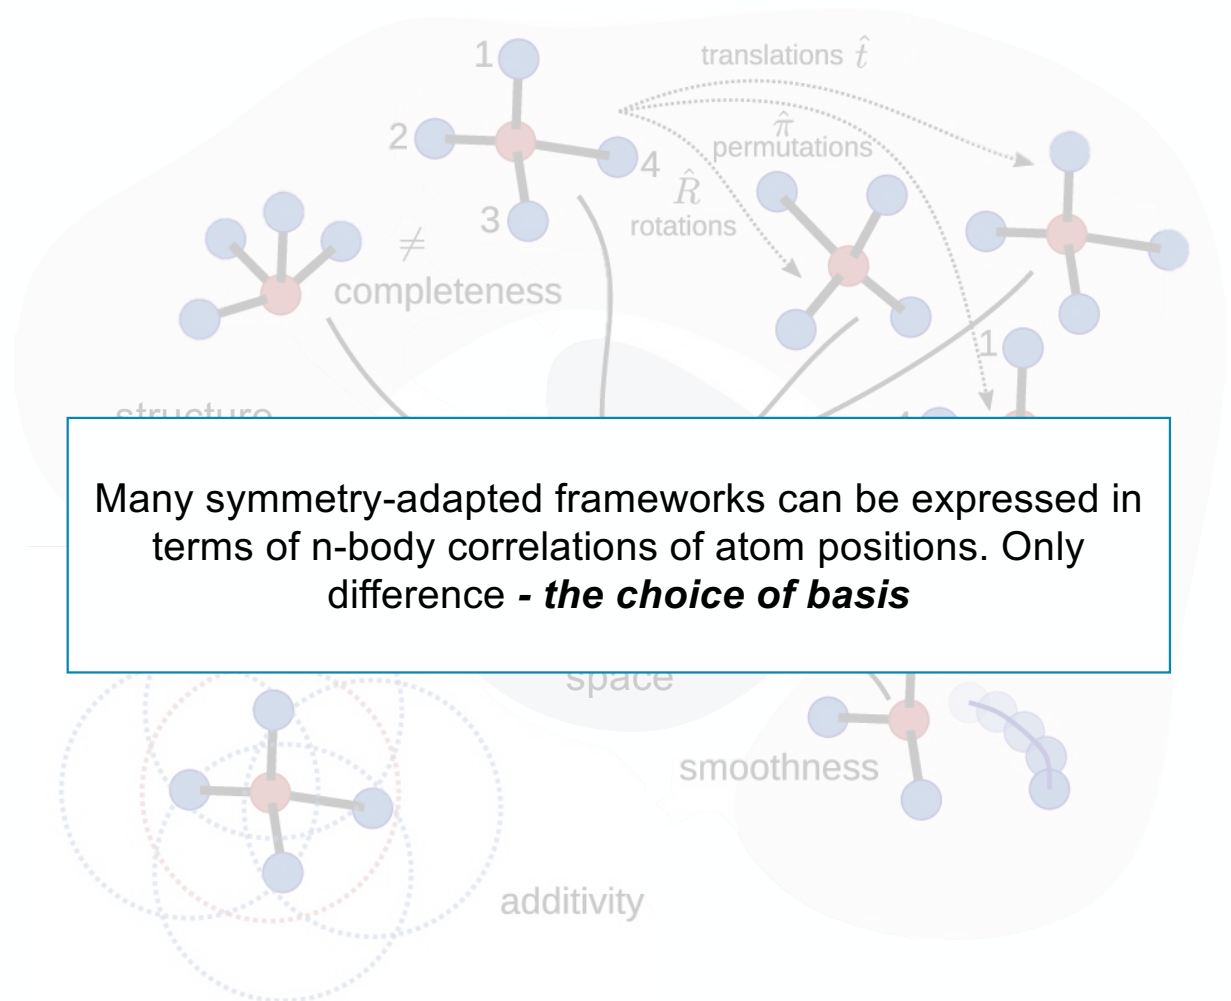 1
translations t̂
2
π̂
permutations
4
R̂
3
rotations
≠
completeness
1
structure
Many symmetry-adapted frameworks can be expressed in
terms of n-body correlations of atom positions. Only
difference - the choice of basis
space
smoothness
additivity